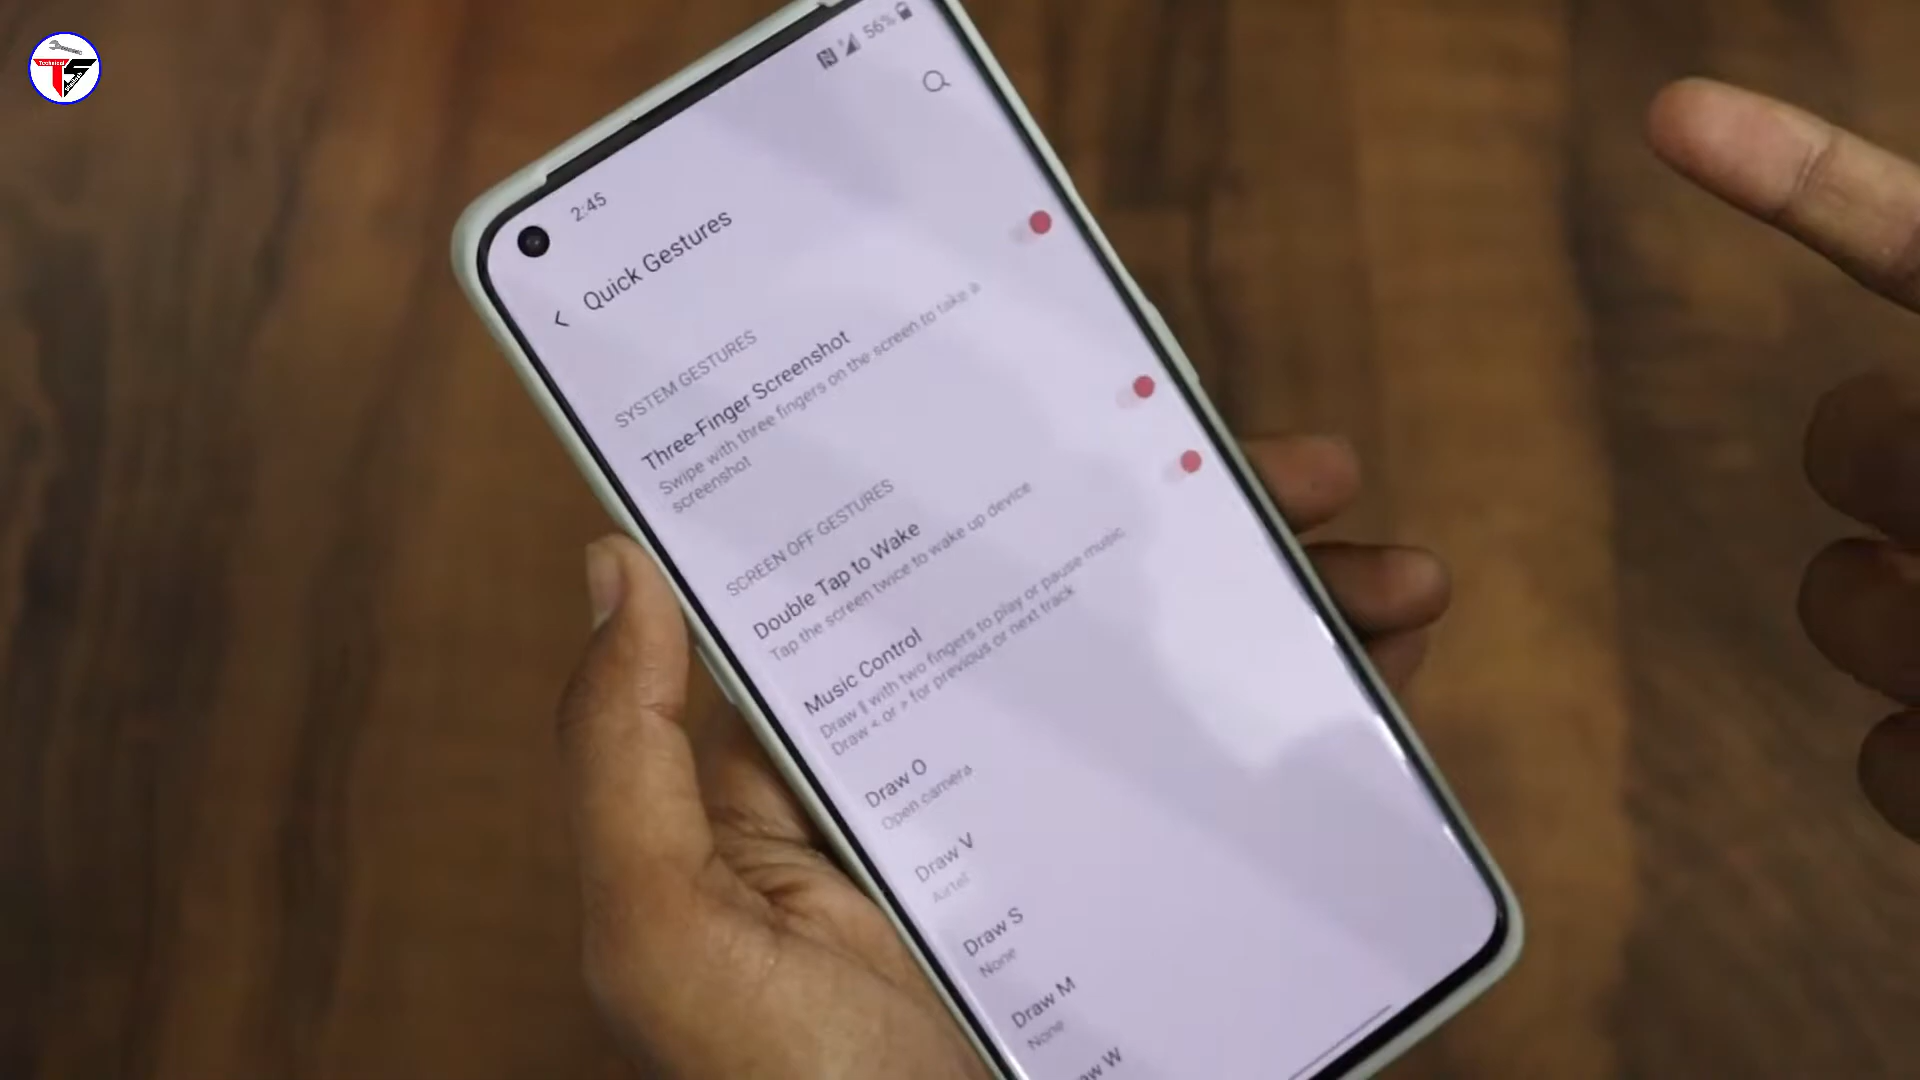 Technical
TS
2:45
56%
Quick Gestures
SYSTEM GESTURES
Three-Finger Screenshot
Swipe with three fingers on the screen to take a
screenshot
SCREEN OFF GESTURES
Double Tap to Wake
Tap the screen twice to wake up device
Music Control
Draw || with two fingers to play or pause music
Draw < or > for previous or next track
Draw O
Open camera
Draw V
Airtel
Draw S
None
Draw M
None